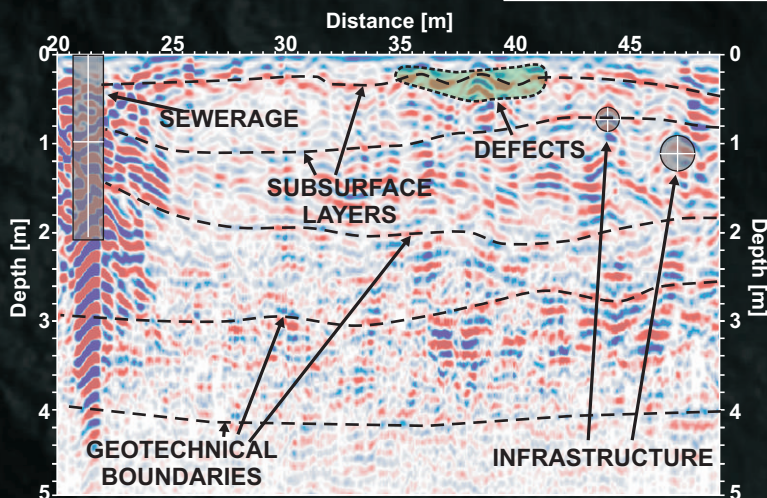 Distance [m]
20 25 30 35 40 45
0 0
SEWERAGE
1 DEFECTS 1
SUBSURFACE
LAYERS
2 2
Depth [m] Depth [m]
3 3
4 4
GEOTECHNICAL
BOUNDARIES
INFRASTRUCTURE
5 5